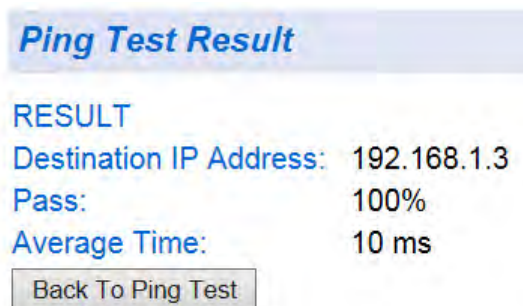 Ping Test Result
RESULT
Destination IP Address: 192.168.1.3
Pass: 100%
Average Time: 10 ms
Back To Ping Test